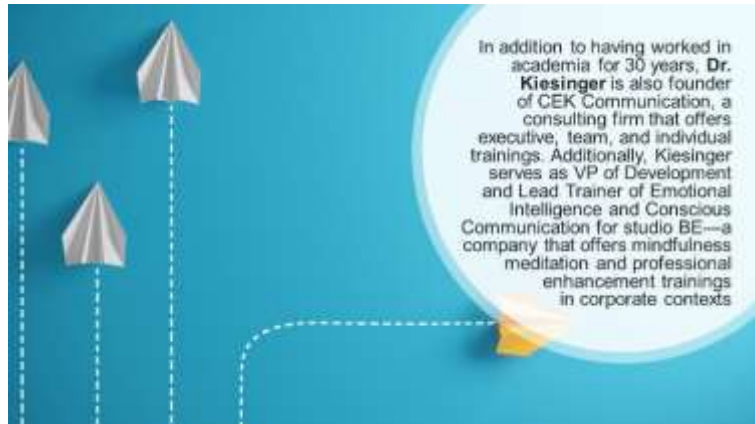 In addition to having worked in
academia for 30 years, Dr.
Kiesinger is also founder
of CEK Communication, a
consulting firm that offers
executive, team, and individual
trainings. Additionally, Kiesinger
serves as VP of Development
and Lead Trainer of Emotional
Intelligence and Conscious
Communication for studio BE—a
company that offers mindfulness
meditation and professional
enhancement trainings
in corporate contexts